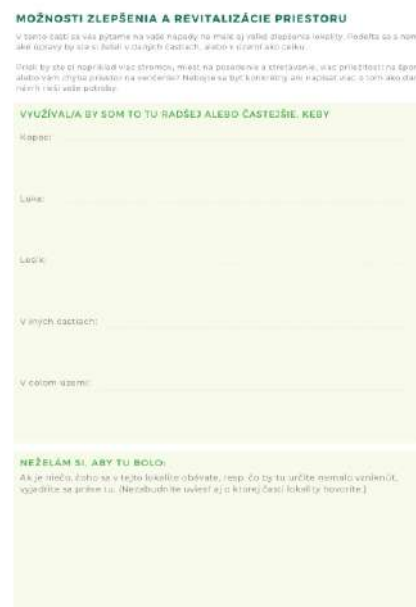 MOŽNOSTI ZLEPŠENIA A REVITALIZÁCIE PRIESTORU
V tejto časti sa vás pýtame na vaše nápady na malé aj veľké zlepšenia lokality. Podeľte sa s nami
aké úpravy by ste si želali v daných častiach, alebo v území ako celku.
Priali by ste si napríklad viac stromov, miest na posedenie a stretávanie, viac príležitostí na šport
alebo vám chýba priestor na venčenie? Nebojte sa byť konkrétny ani napísať viac o tom ako
návrh rieši vaše potreby.
VYUŽÍVAL/A BY SOM TO TU RADŠEJ ALEBO ČASTEJŠIE, KEBY
Kopec:
Lúka:
Lesík:
V iných častiach:
V celom území:
NEŽELÁM SI, ABY TU BOLO:
Ak je niečo, čoho sa v tejto lokalite obávate, resp. čo by tu určite nemalo vzniknúť,
vyjadrite sa práve tu. (Nezabudnite uviesť aj o ktorej časti lokality hovoríte.)